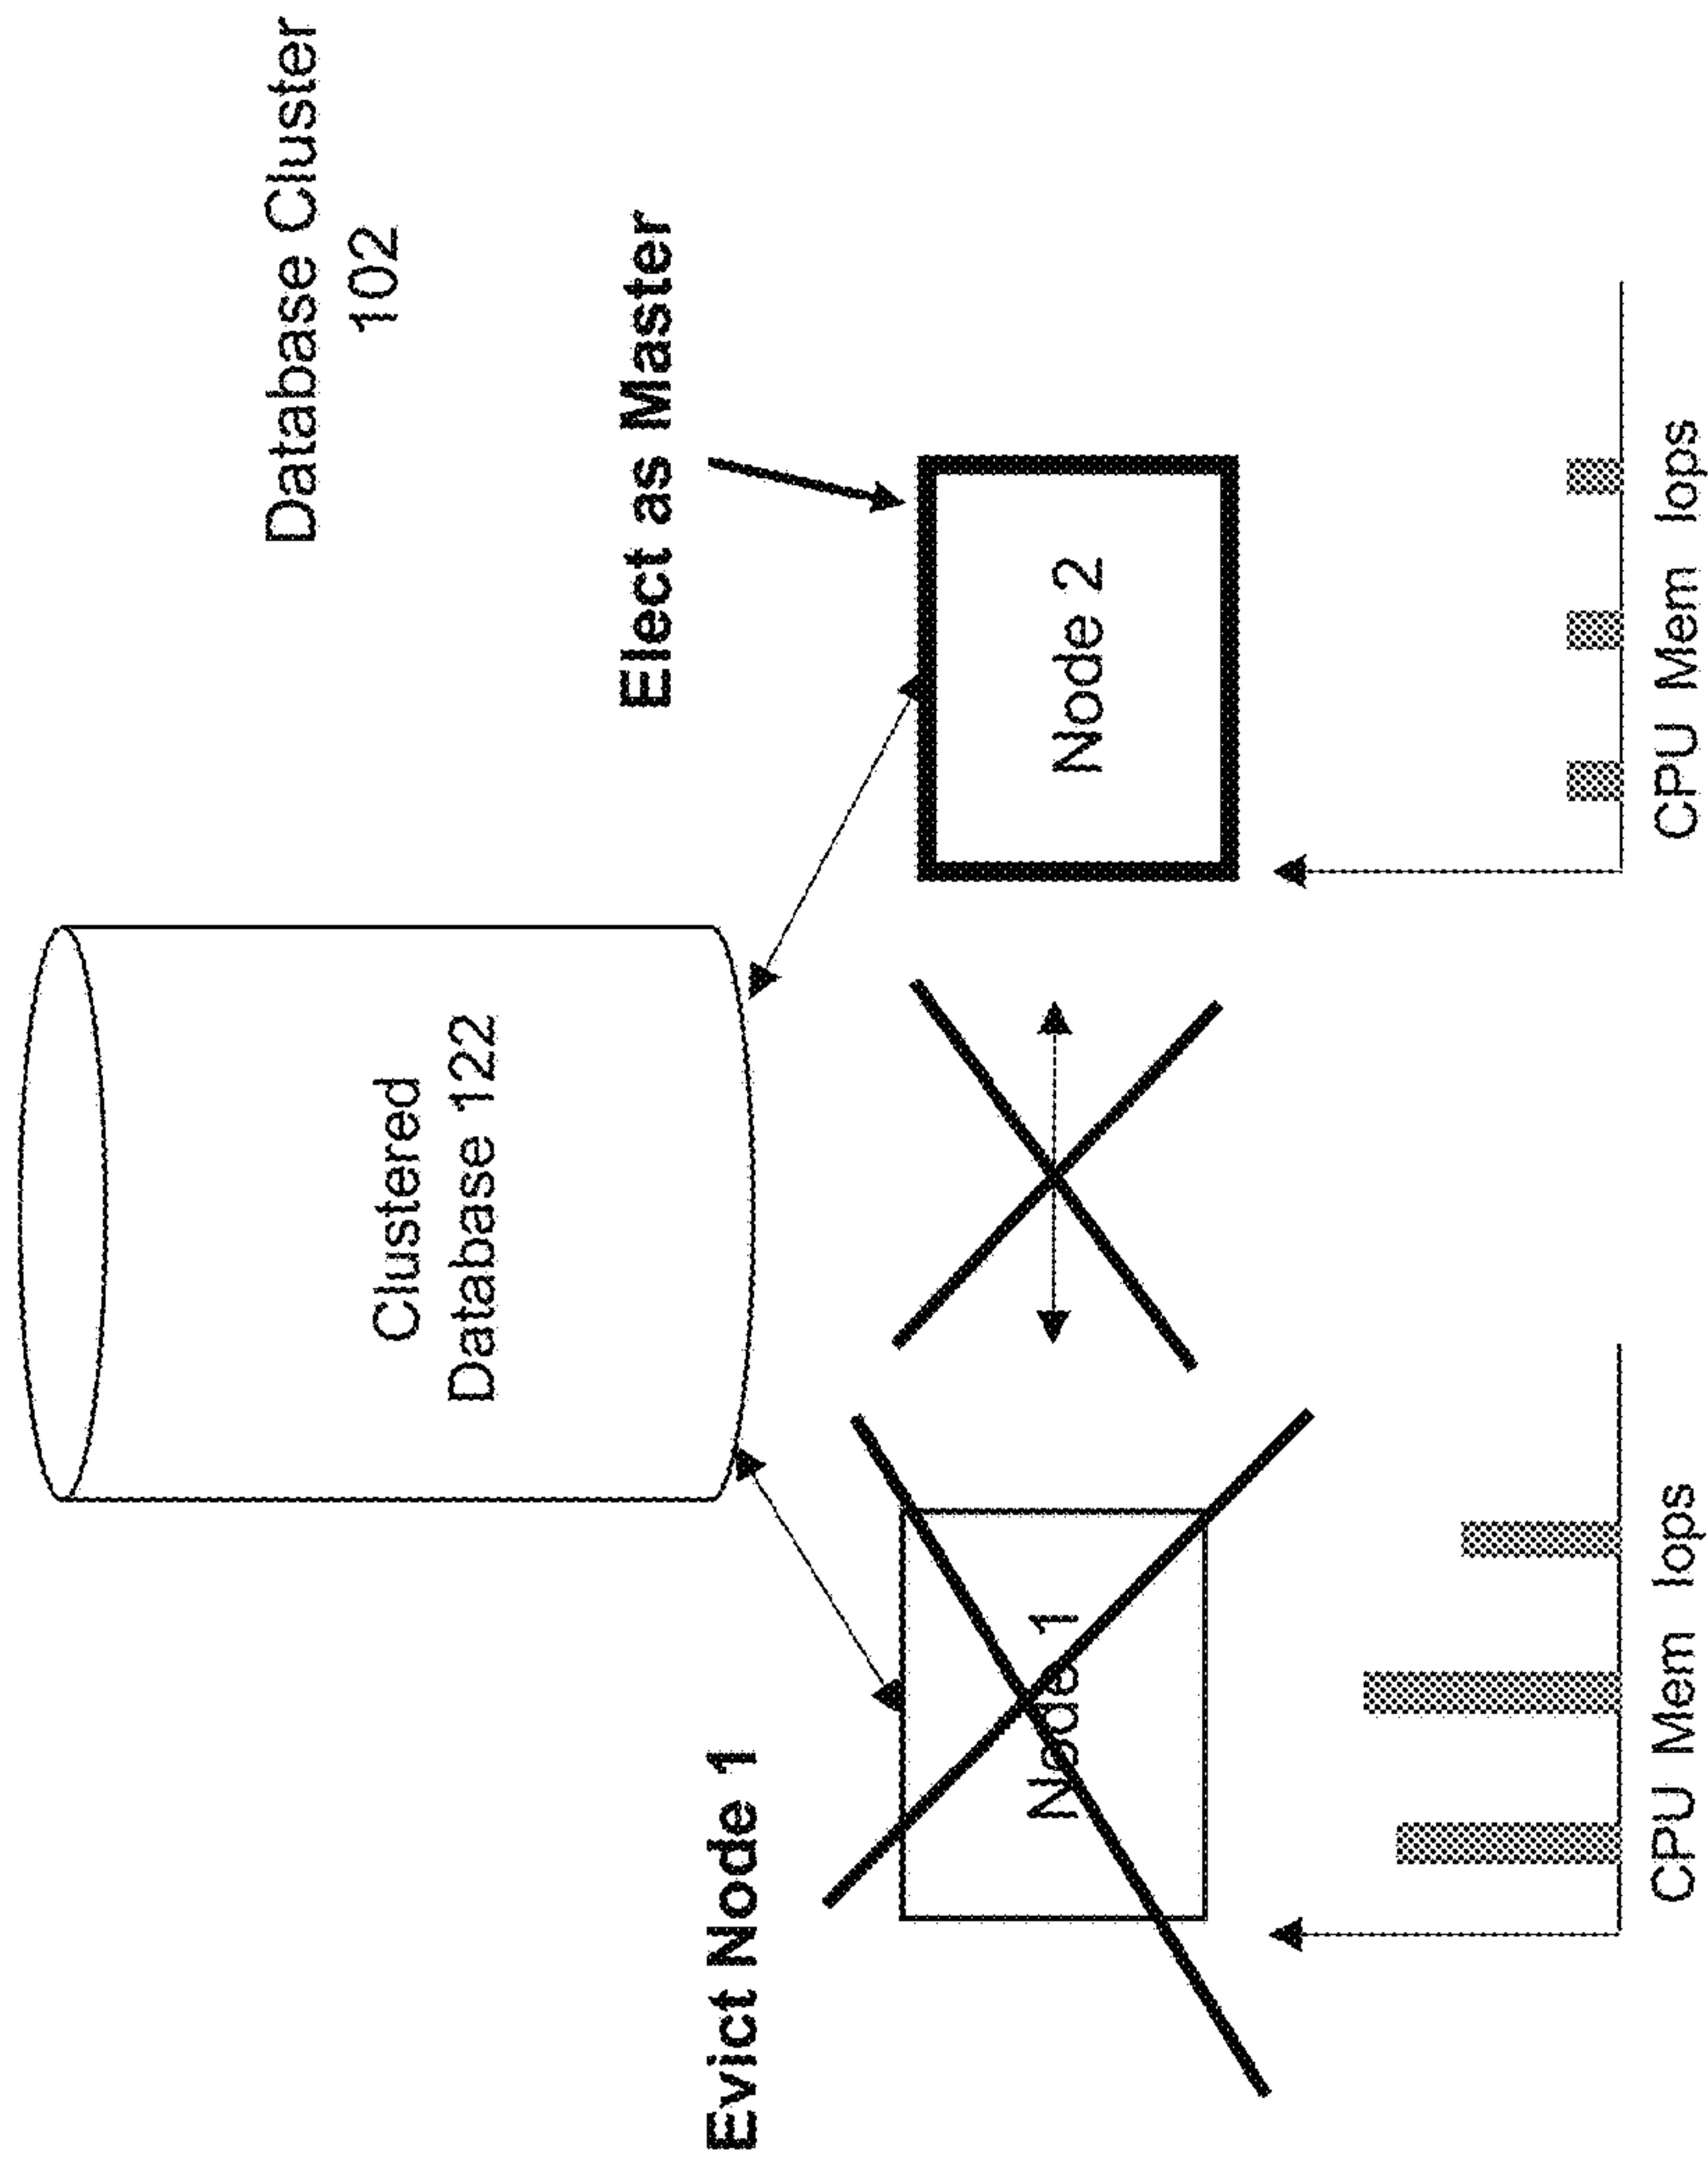 Database Cluster
102
Clustered
Database 122
Elect as Master
Evict Node 1
Node 1
Node 2
CPU Mem Iops
CPU Mem Iops